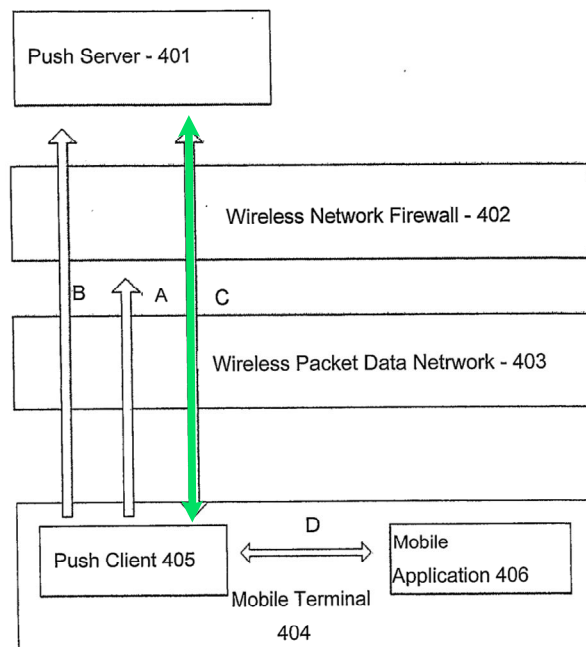 Push Server - 401
Wireless Network Firewall - 402
B
A
C
Wireless Packet Data Netrwork - 403
D
Push Client 405
Mobile
Application 406
Mobile Terminal
404